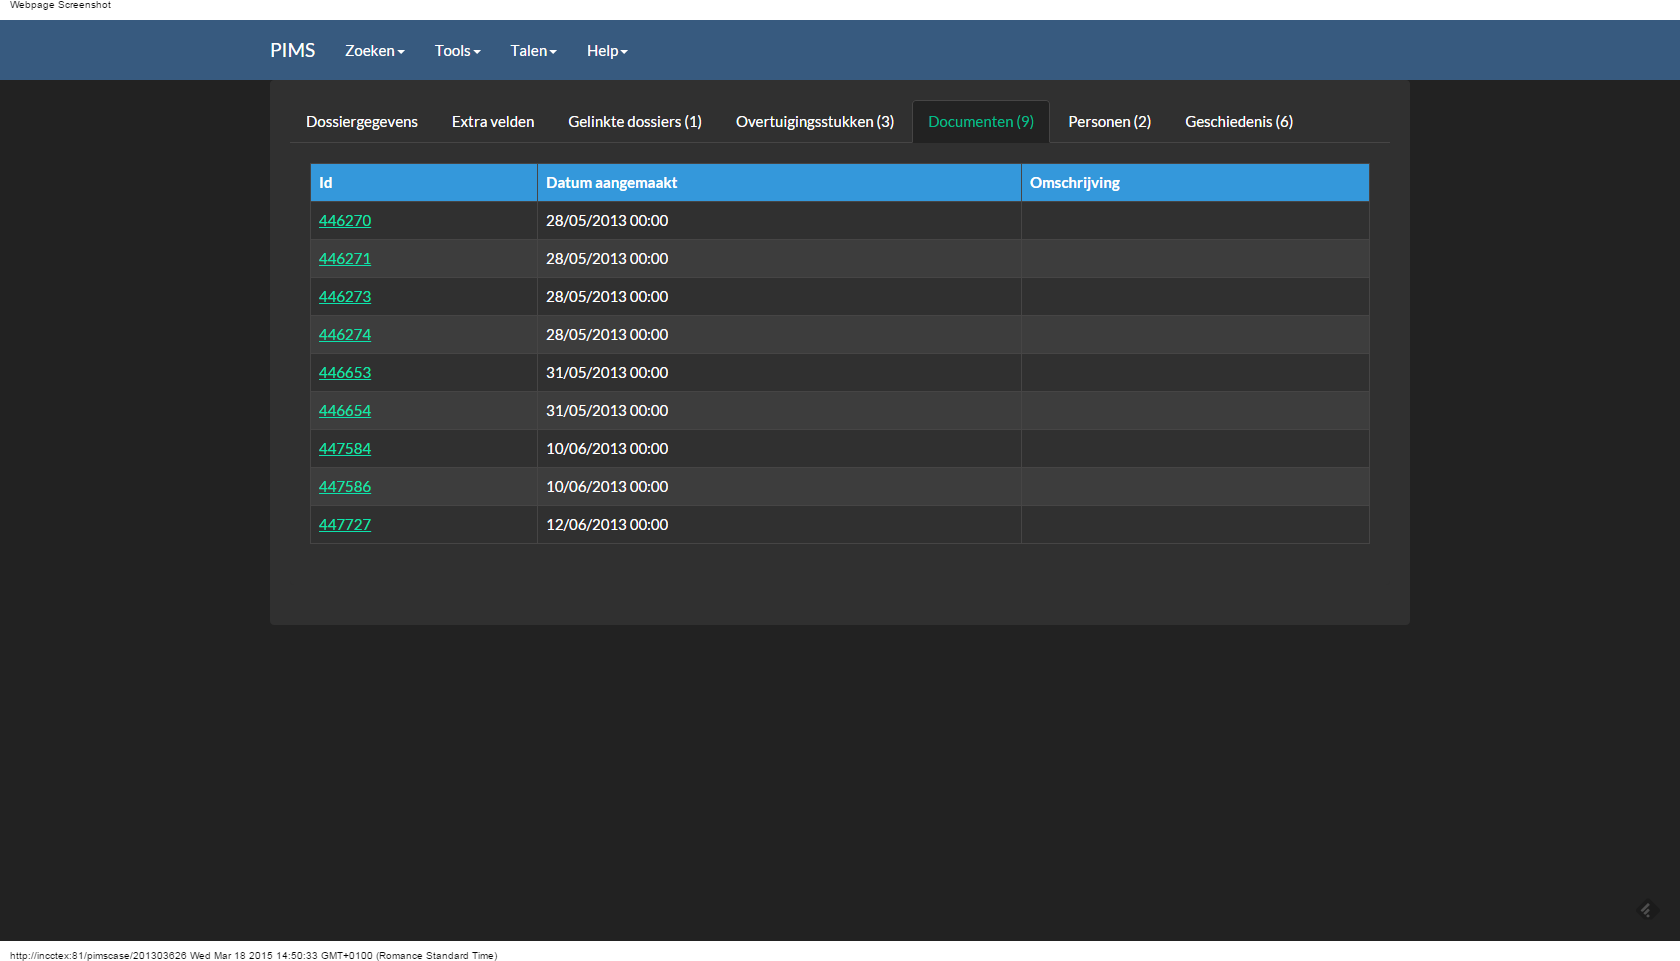 Webpage Screenshot
PIMS Zoeken Tools Talen Help
Dossiergegevens Extra velden Gelinkte dossiers (1) Overtuigingsstukken (3) Documenten (9) Personen (2) Geschiedenis (6)
Id Datum aangemaakt Omschrijving
446270 28/05/2013 00:00
446271 28/05/2013 00:00
446273 28/05/2013 00:00
446274 28/05/2013 00:00
446653 31/05/2013 00:00
446654 31/05/2013 00:00
447584 10/06/2013 00:00
447586 10/06/2013 00:00
447727 12/06/2013 00:00
http://incctex:81/pimscase/201303626 Wed Mar 18 2015 14:50:33 GMT+0100 (Romance Standard Time)